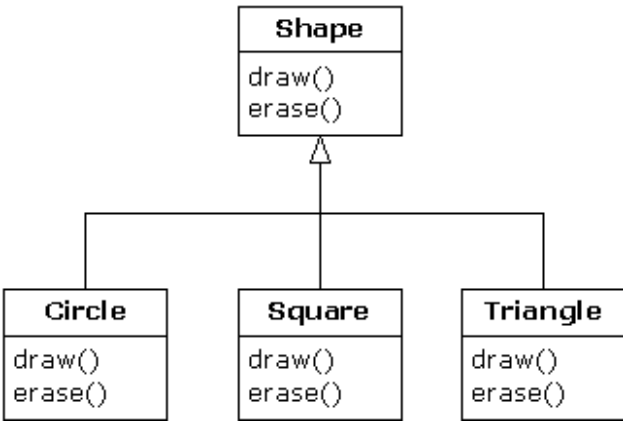 Shape
draw()
erase()
Circle
draw()
erase()
Square
draw()
erase()
Triangle
draw()
erase()